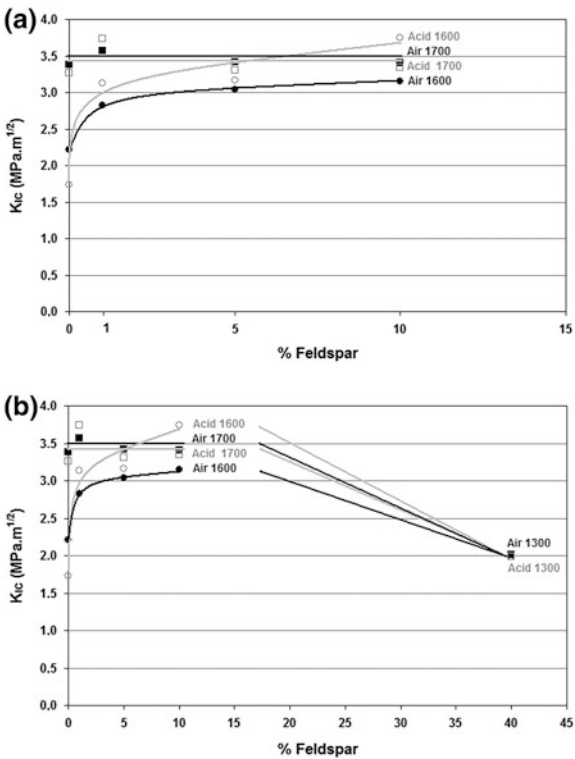 (a)
4.0
3.5
3.0
2.5
2.0
1.5
1.0
0.5
0.0
K_IC (MPa.m^1/2)
Acid 1600
Air 1700
Acid 1700
Air 1600
0 1 5 10 15
% Feldspar
(b)
4.0
3.5
3.0
2.5
2.0
1.5
1.0
0.5
0.0
K_IC (MPa.m^1/2)
Acid 1600
Air 1700
Acid 1700
Air 1600
Air 1300
Acid 1300
0 5 10 15 20 25 30 35 40 45
% Feldspar